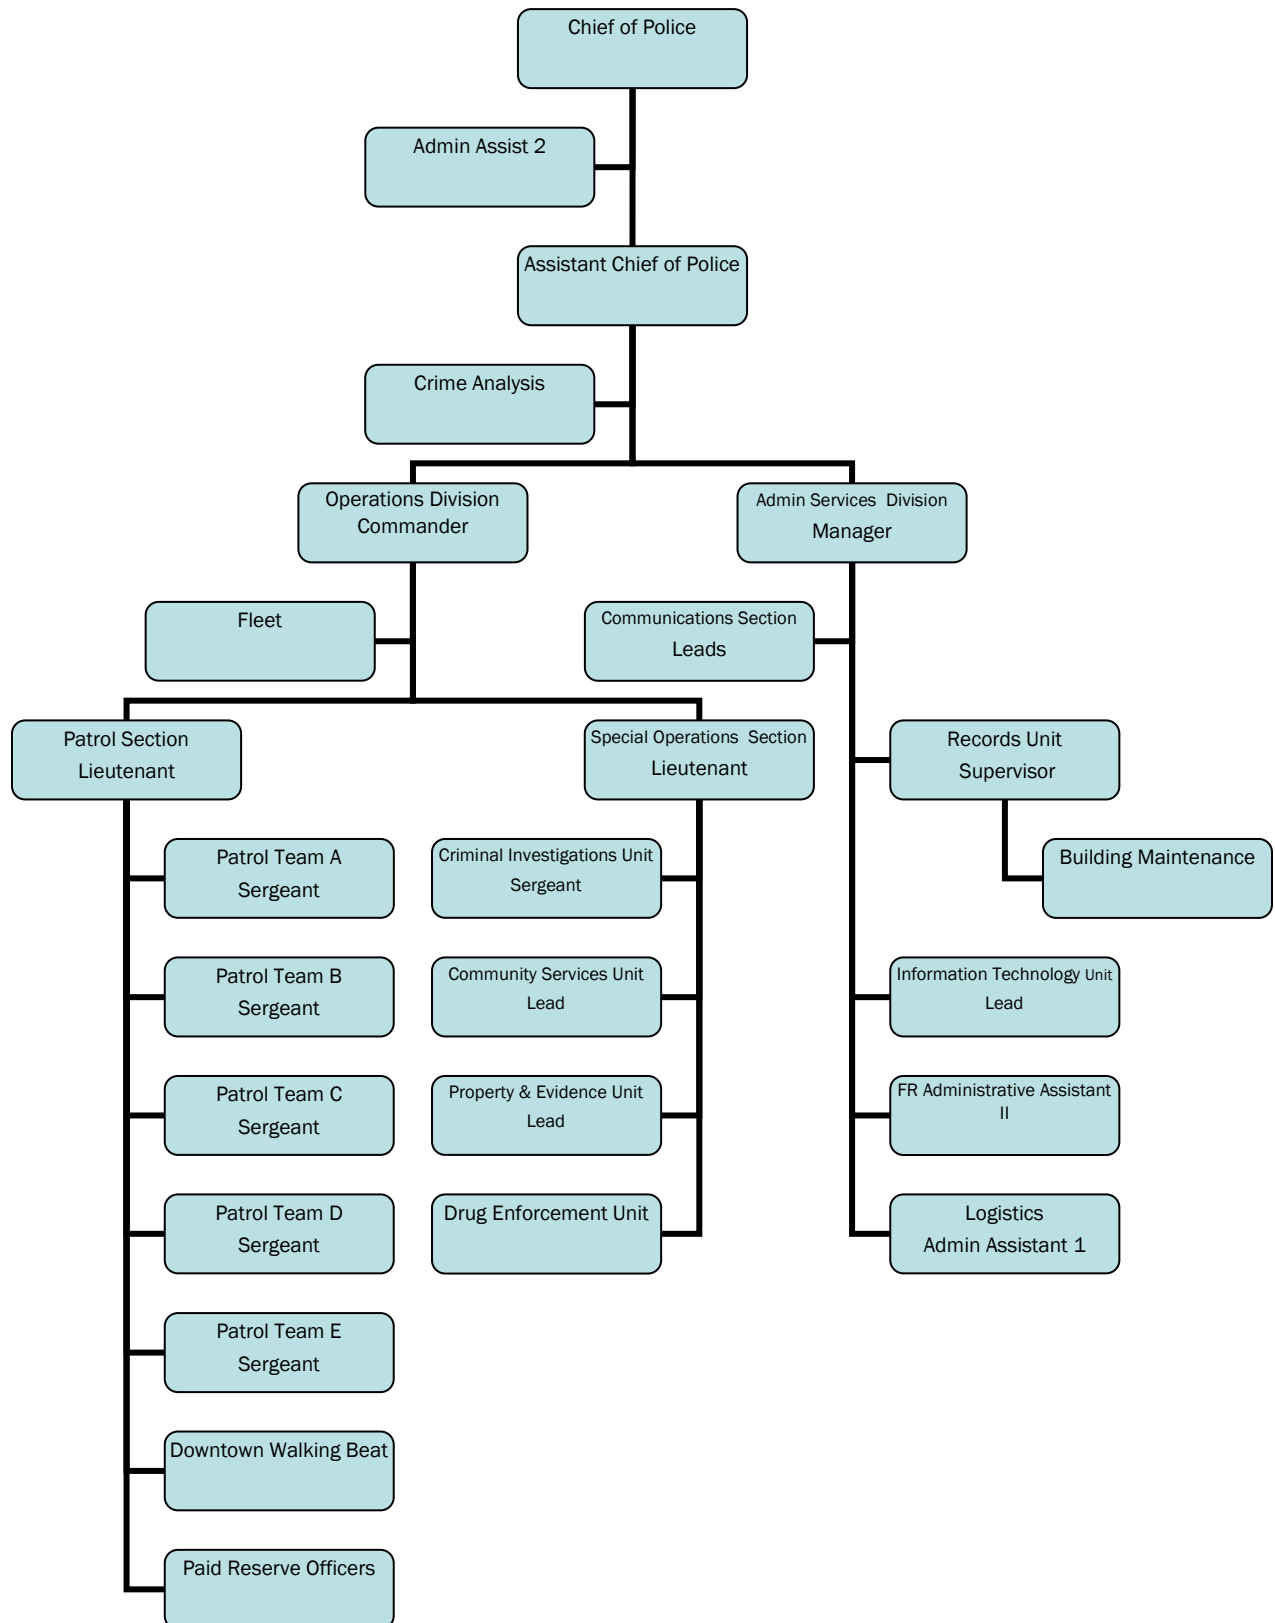 Chief of Police
Admin Assist 2
Assistant Chief of Police
Crime Analysis
Operations Division
Commander
Admin Services  Division
Manager
Fleet
Communications Section
Leads
Patrol Section
Lieutenant
Special Operations  Section
Lieutenant
Records Unit
Supervisor
Patrol Team A
Sergeant
Criminal Investigations Unit
Sergeant
Building Maintenance
Patrol Team B
Sergeant
Community Services Unit
Lead
Information Technology Unit
Lead
Patrol Team C
Sergeant
Property & Evidence Unit
Lead
FR Administrative Assistant
II
Patrol Team D
Sergeant
Drug Enforcement Unit
Logistics
Admin Assistant 1
Patrol Team E
Sergeant
Downtown Walking Beat
Paid Reserve Officers